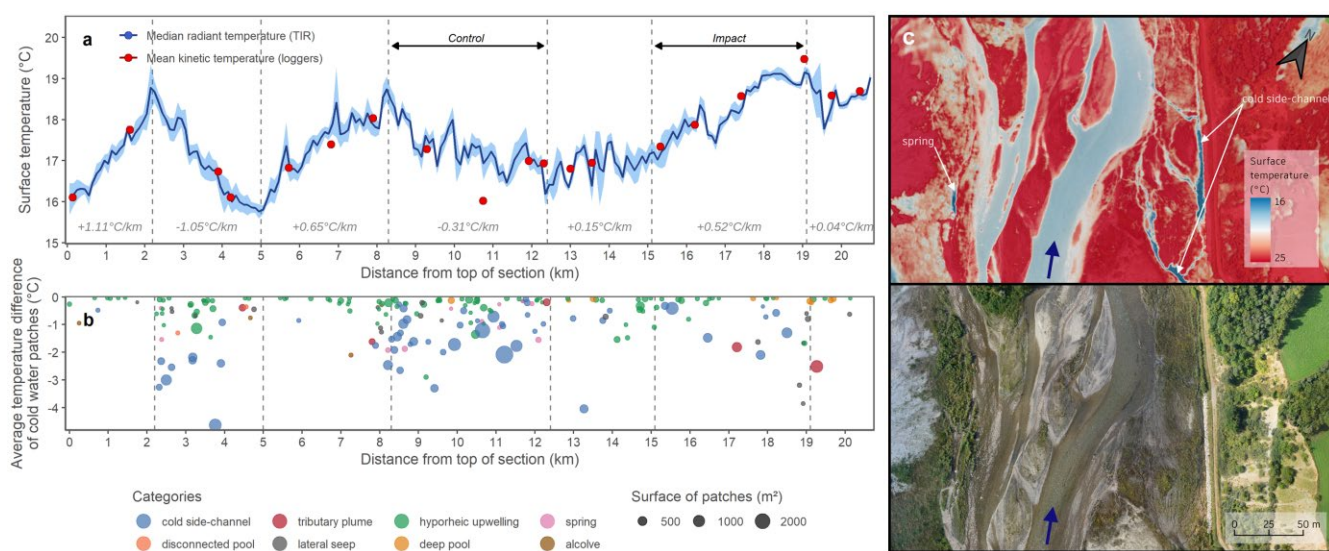 a
Median radiant temperature (TIR)
Mean kinetic temperature (loggers)
Control
Impact
Surface temperature (°C)
20
19
18
17
16
15
+1.11°C/km
-1.05°C/km
+0.65°C/km
-0.31°C/km
+0.15°C/km
+0.52°C/km
+0.04°C/km
0 1 2 3 4 5 6 7 8 9 10 11 12 13 14 15 16 17 18 19 20
Distance from top of section (km)
b
Average temperature difference
of cold water patches (°C)
0
-1
-2
-3
-4
0 1 2 3 4 5 6 7 8 9 10 11 12 13 14 15 16 17 18 19 20
Distance from top of section (km)
Categories
cold side-channel
tributary plume
hyporheic upwelling
spring
disconnected pool
lateral seep
deep pool
alcolve
Surface of patches (m²)
500
1000
2000
c
N
cold side-channel
spring
Surface
temperature
(°C)
16
25
0 25 50 m